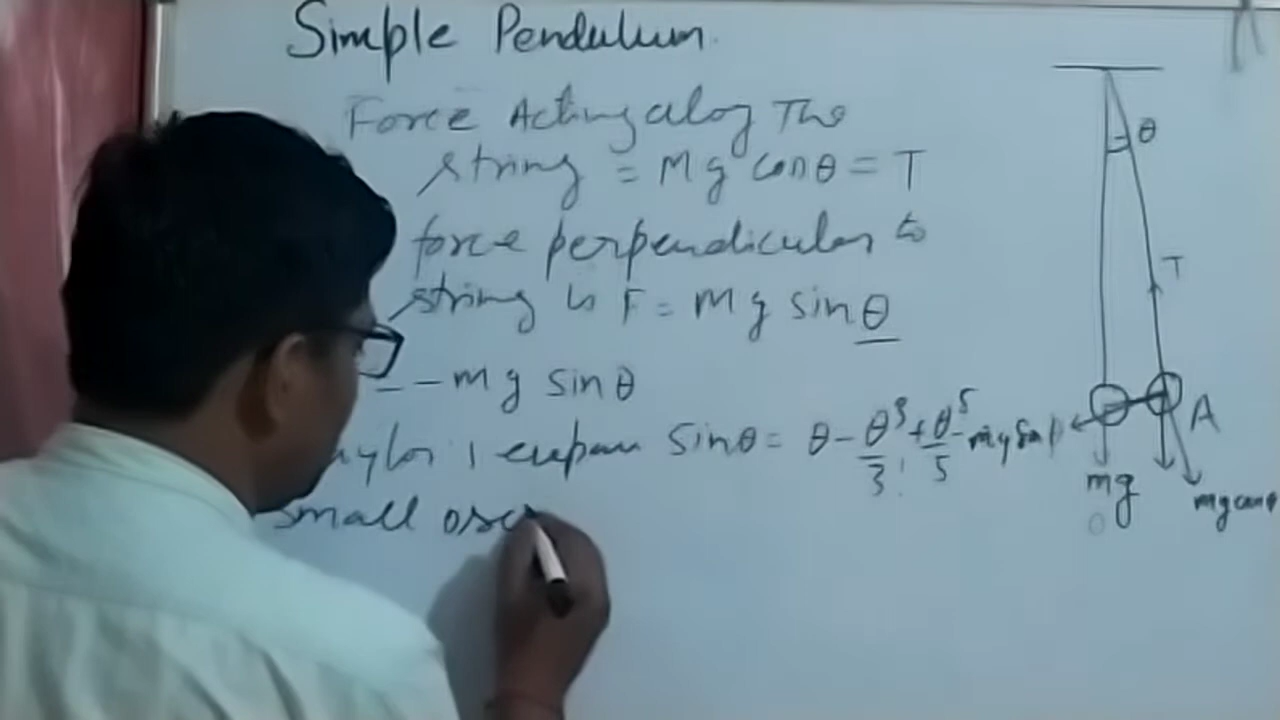 Simple Pendulum.
Force Acting along The
string = Mg cosθ = T
force perpendicular to
string is F = mg sinθ
- mg sinθ
sinθ = θ - θ³/3! + θ⁵/5
small osc
θ
T
A
mg
0